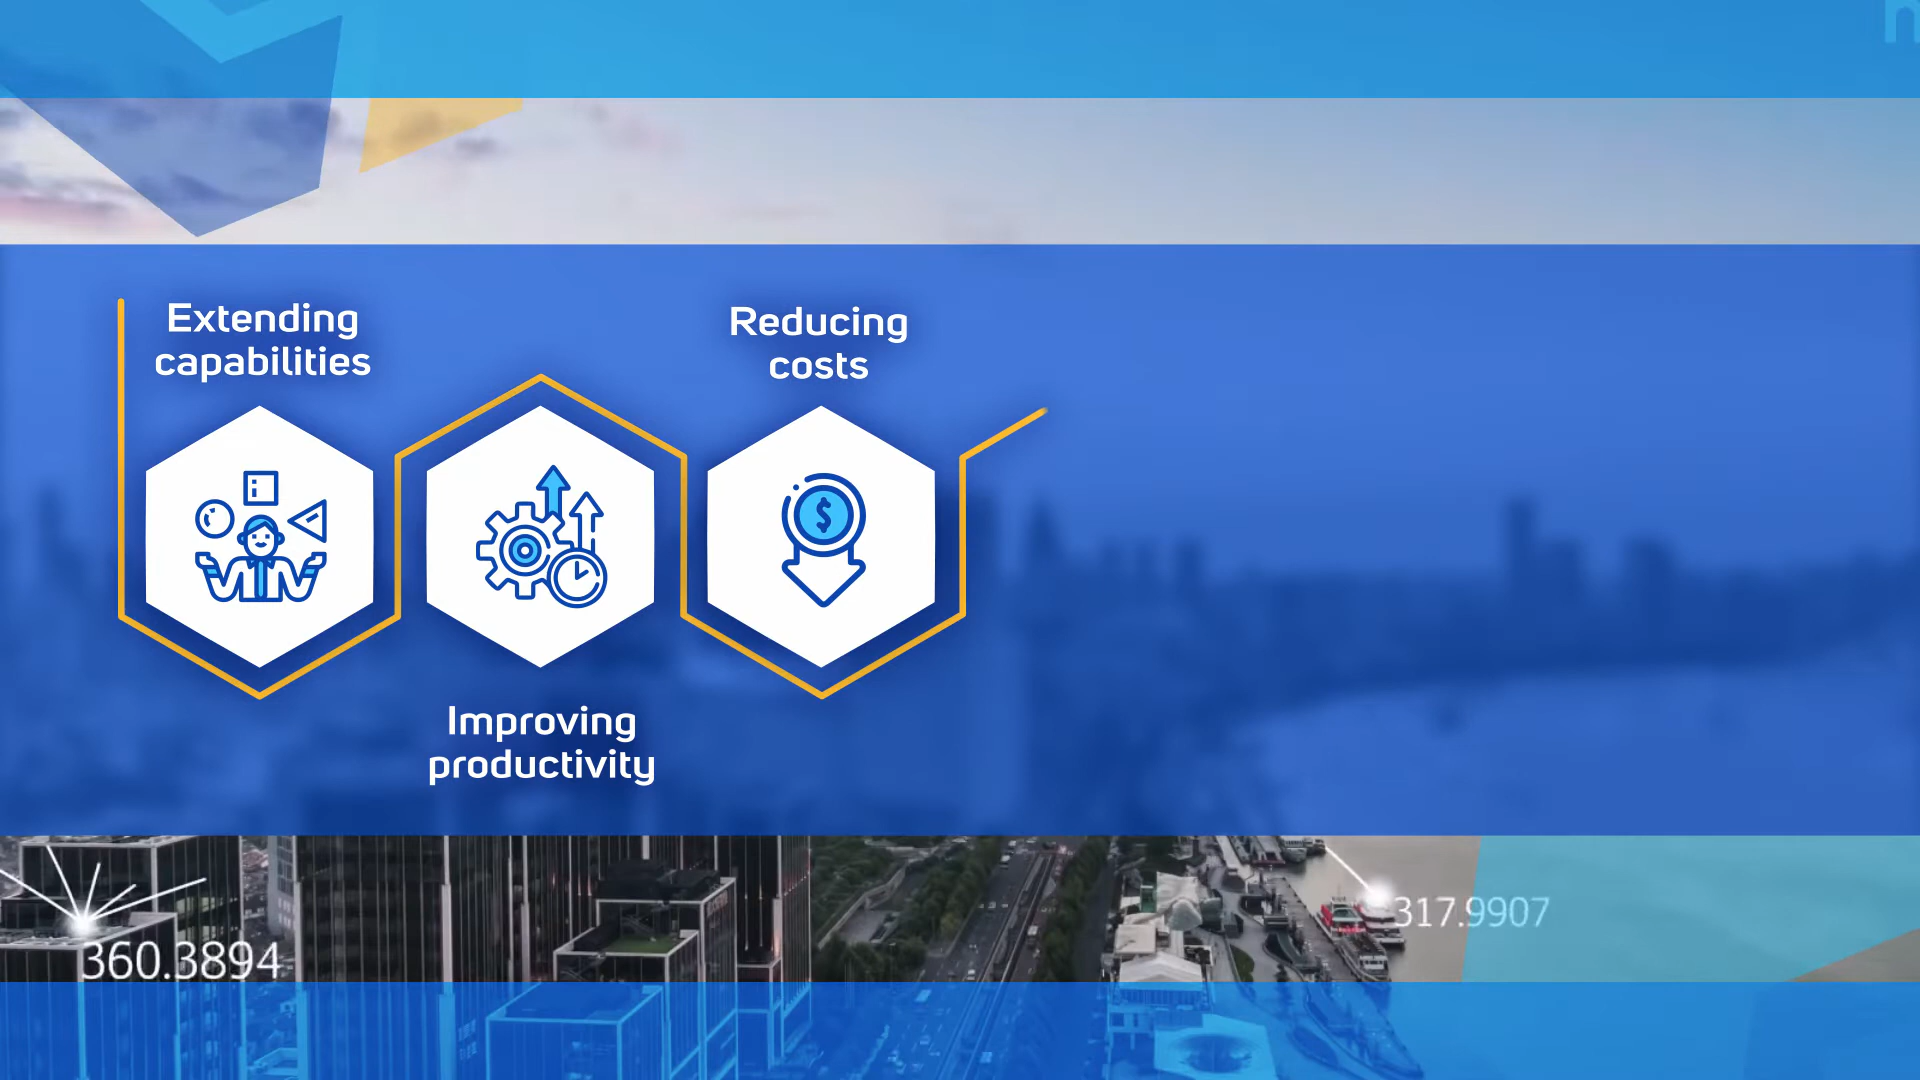 Extending
capabilities
Improving
productivity
Reducing
costs
360.3894
317.9907